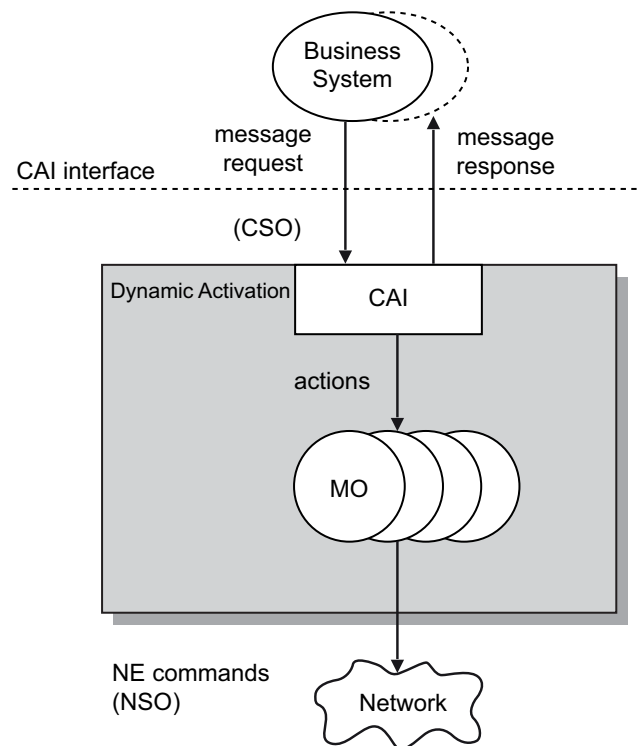 Business
System
message
request
message
response
CAI interface
(CSO)
Dynamic Activation
CAI
actions
MO
NE commands
(NSO)
Network